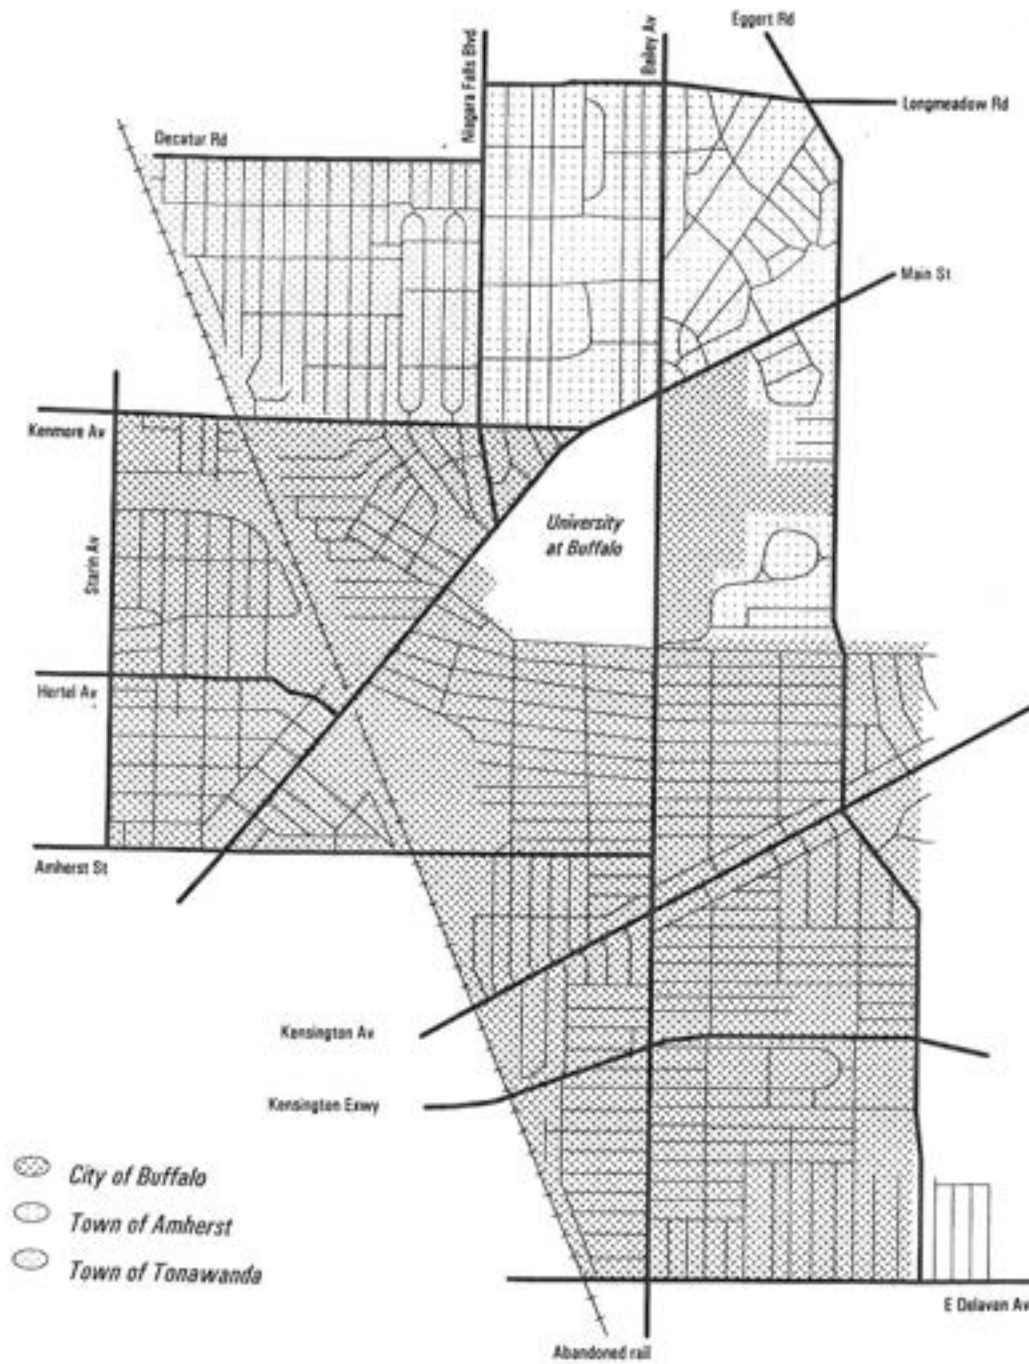 Eggert Rd
Niagara Falls Blvd
Bailey Av
Longmeadow Rd
Decatur Rd
Main St
Kenmore Av
Starin Av
University
at Buffalo
Hertel Av
Amherst St
Kensington Av
Kensington Exwy
City of Buffalo
Town of Amherst
Town of Tonawanda
E Delavan Av
Abandoned rail